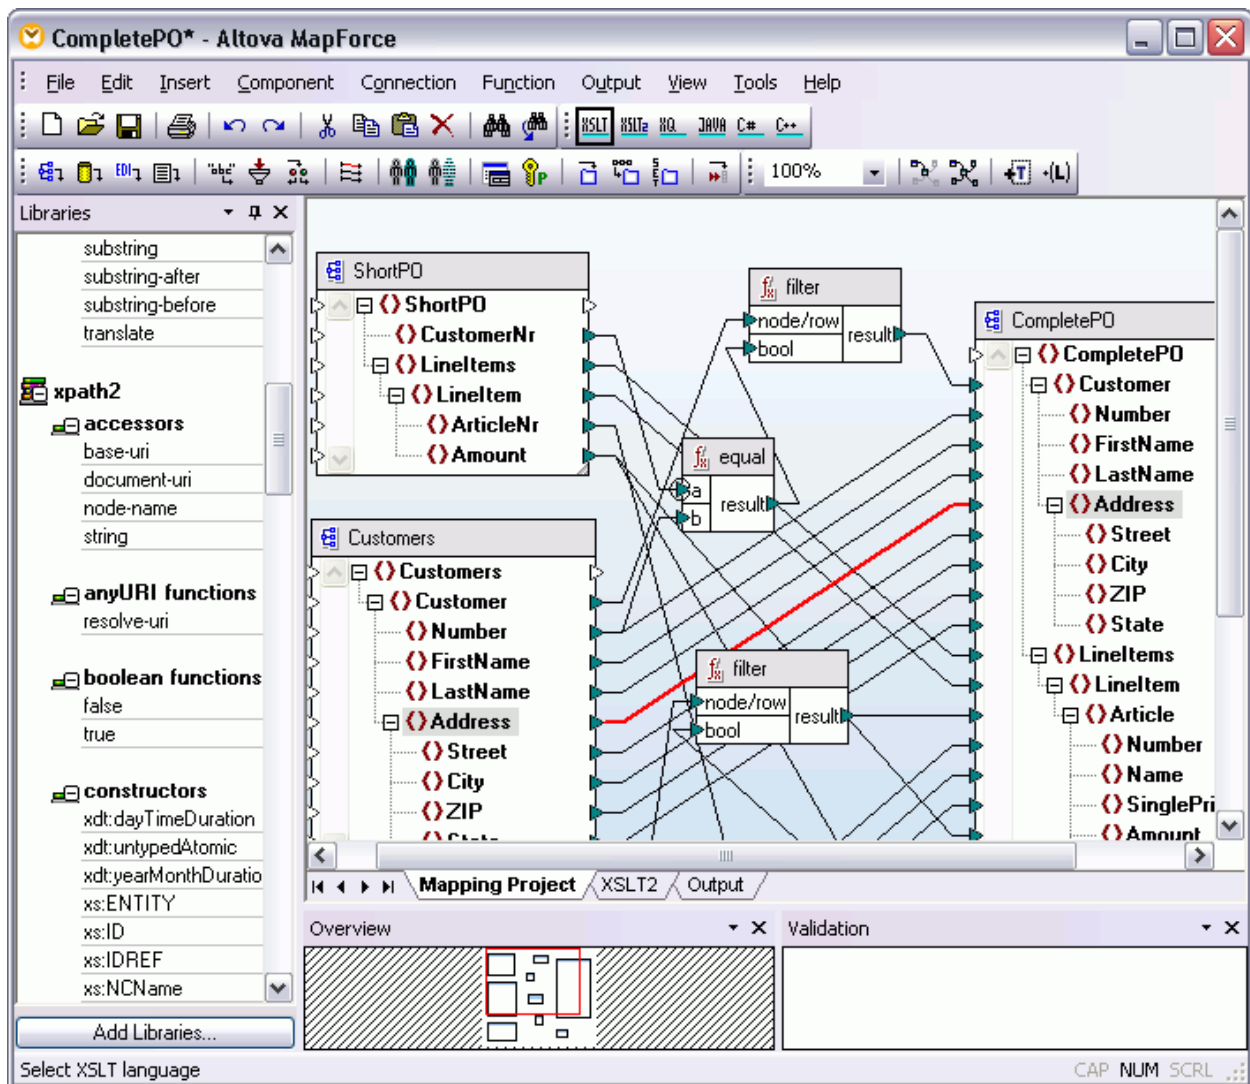 CompletePO* - Altova MapForce
File Edit Insert Component Connection Function Output View Tools Help
XSLT XSLT2 XQ JAVA C# C++
EDI "abc" P 100% T (L)
Libraries
substring
substring-after
substring-before
translate
xpath2
accessors
base-uri
document-uri
node-name
string
anyURI functions
resolve-uri
boolean functions
false
true
constructors
xdt:dayTimeDuration
xdt:untypedAtomic
xdt:yearMonthDuratio
xs:ENTITY
xs:ID
xs:IDREF
xs:NCName
Add Libraries...
ShortPO
ShortPO
CustomerNr
LineItems
LineItem
ArticleNr
Amount
Customers
Customers
Customer
Number
FirstName
LastName
Address
Street
City
ZIP
State
filter
node/row
bool
result
equal
a
b
result
filter
node/row
bool
result
CompletePO
CompletePO
Customer
Number
FirstName
LastName
Address
Street
City
ZIP
State
LineItems
LineItem
Article
Number
Name
SinglePri
Amount
Mapping Project XSLT2 Output
Overview
Validation
Select XSLT language
CAP NUM SCRL